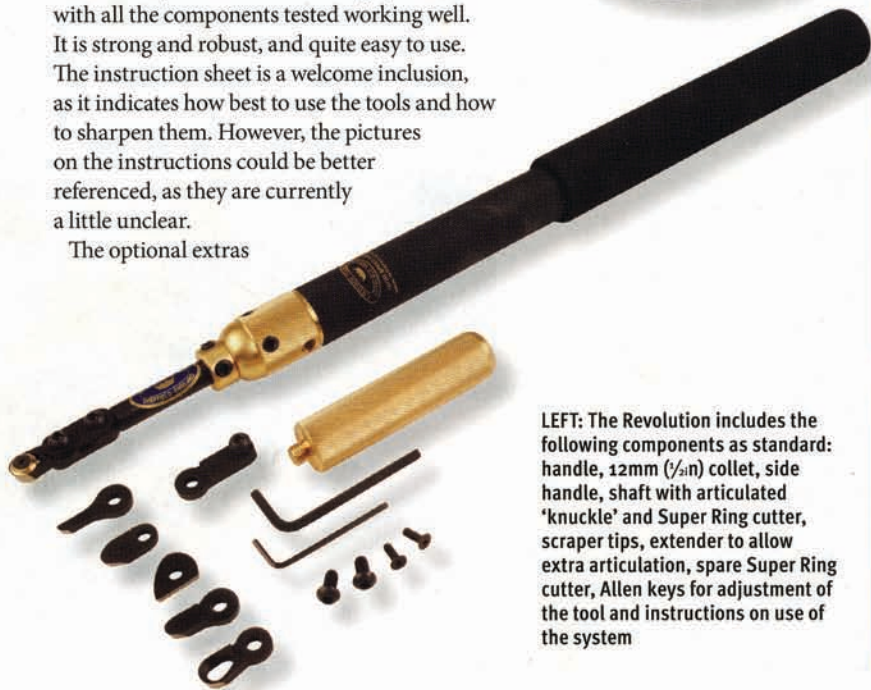 with all the components tested working well.
It is strong and robust, and quite easy to use.
The instruction sheet is a welcome inclusion,
as it indicates how best to use the tools and how
to sharpen them. However, the pictures
on the instructions could be better
referenced, as they are currently
a little unclear.
The optional extras
LEFT: The Revolution includes the
following components as standard:
handle, 12mm (½in) collet, side
handle, shaft with articulated
‘knuckle’ and Super Ring cutter,
scraper tips, extender to allow
extra articulation, spare Super Ring
cutter, Allen keys for adjustment of
the tool and instructions on use of
the system